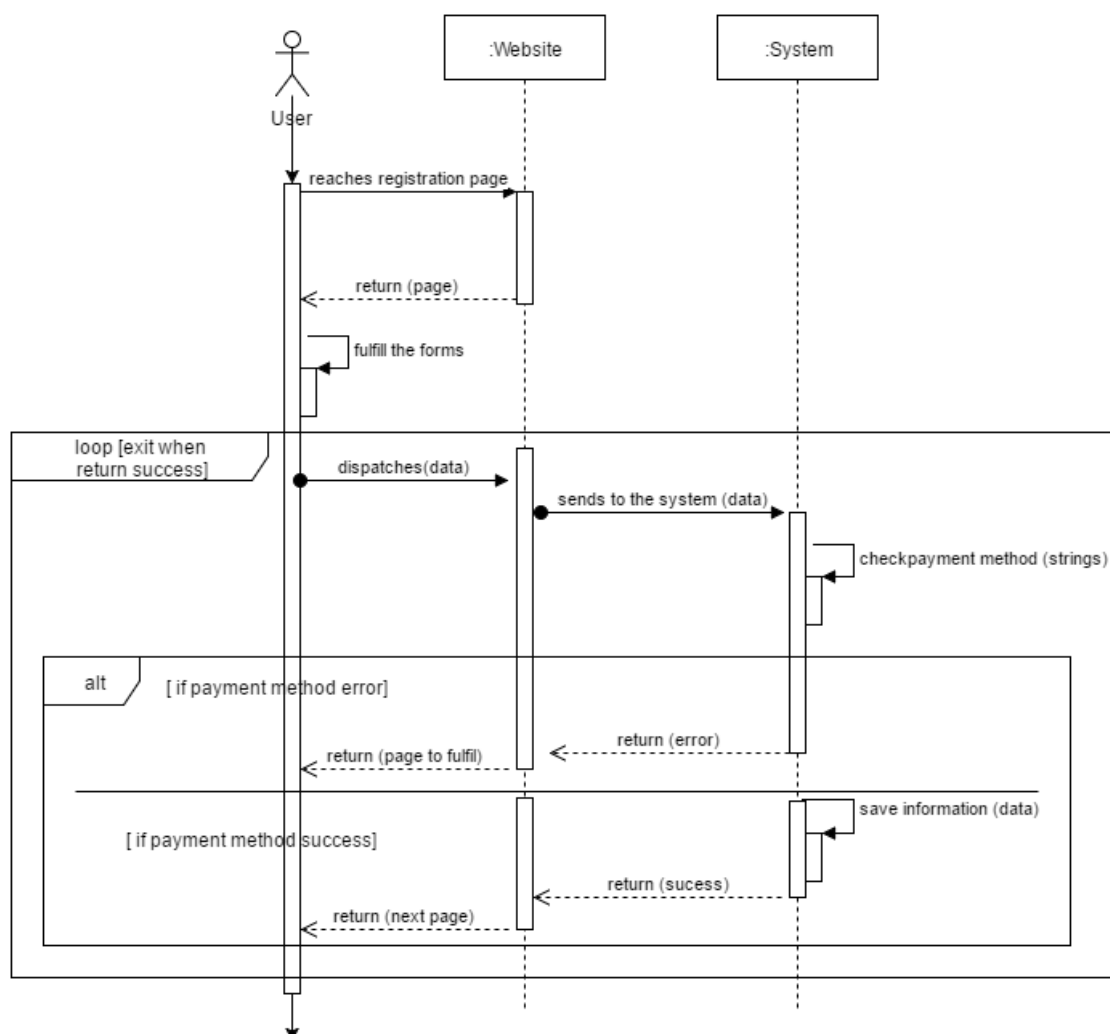 :Website
:System
User
reaches registration page
return (page)
fulfill the forms
loop [exit when
return success]
dispatches(data)
sends to the system (data)
checkpayment method (strings)
alt
[ if payment method error]
return (error)
return (page to fulfil)
save information (data)
[ if payment method success]
return (sucess)
return (next page)